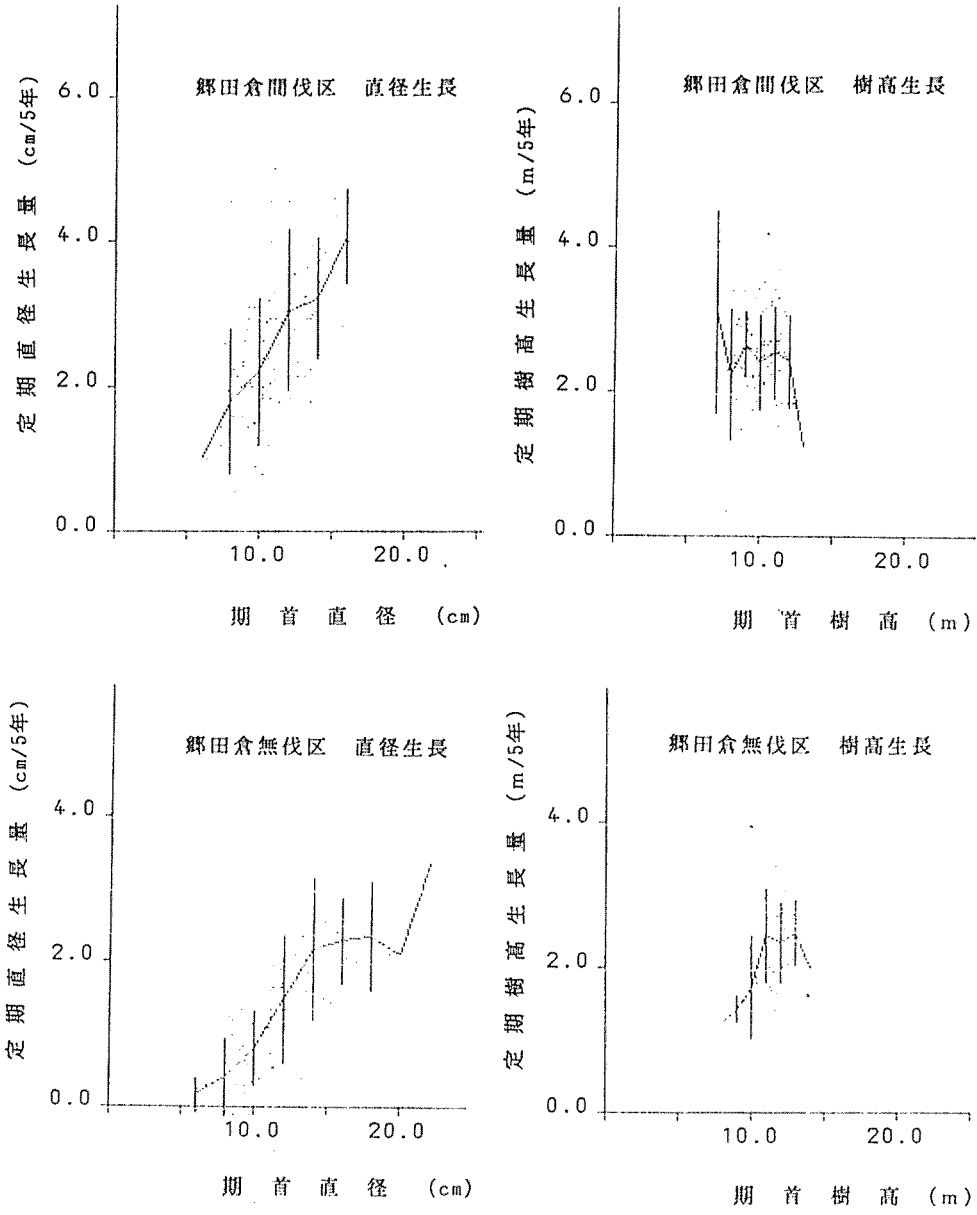 郷田倉間伐区 直径生長
定期直径生長量 (cm/5年)
6.0
4.0
2.0
0.0
10.0 20.0
期首直径 (cm)
郷田倉間伐区 樹高生長
定期樹高生長量 (m/5年)
6.0
4.0
2.0
0.0
10.0 20.0
期首樹高 (m)
郷田倉無伐区 直径生長
定期直径生長量 (cm/5年)
4.0
2.0
0.0
10.0 20.0
期首直径 (cm)
郷田倉無伐区 樹高生長
定期樹高生長量 (m/5年)
4.0
2.0
0.0
10.0 20.0
期首樹高 (m)